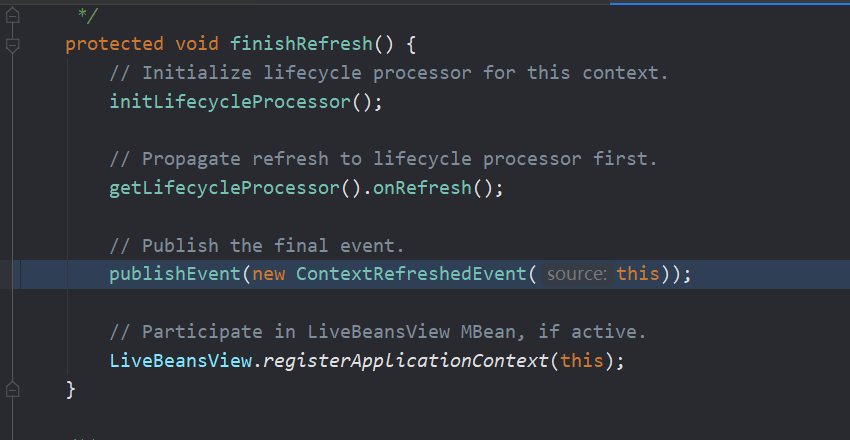 */
protected void finishRefresh() {
// Initialize lifecycle processor for this context.
initLifecycleProcessor();
// Propagate refresh to lifecycle processor first.
getLifecycleProcessor().onRefresh();
// Publish the final event.
publishEvent(new ContextRefreshedEvent( source: this));
// Participate in LiveBeansView MBean, if active.
LiveBeansView.registerApplicationContext(this);
}